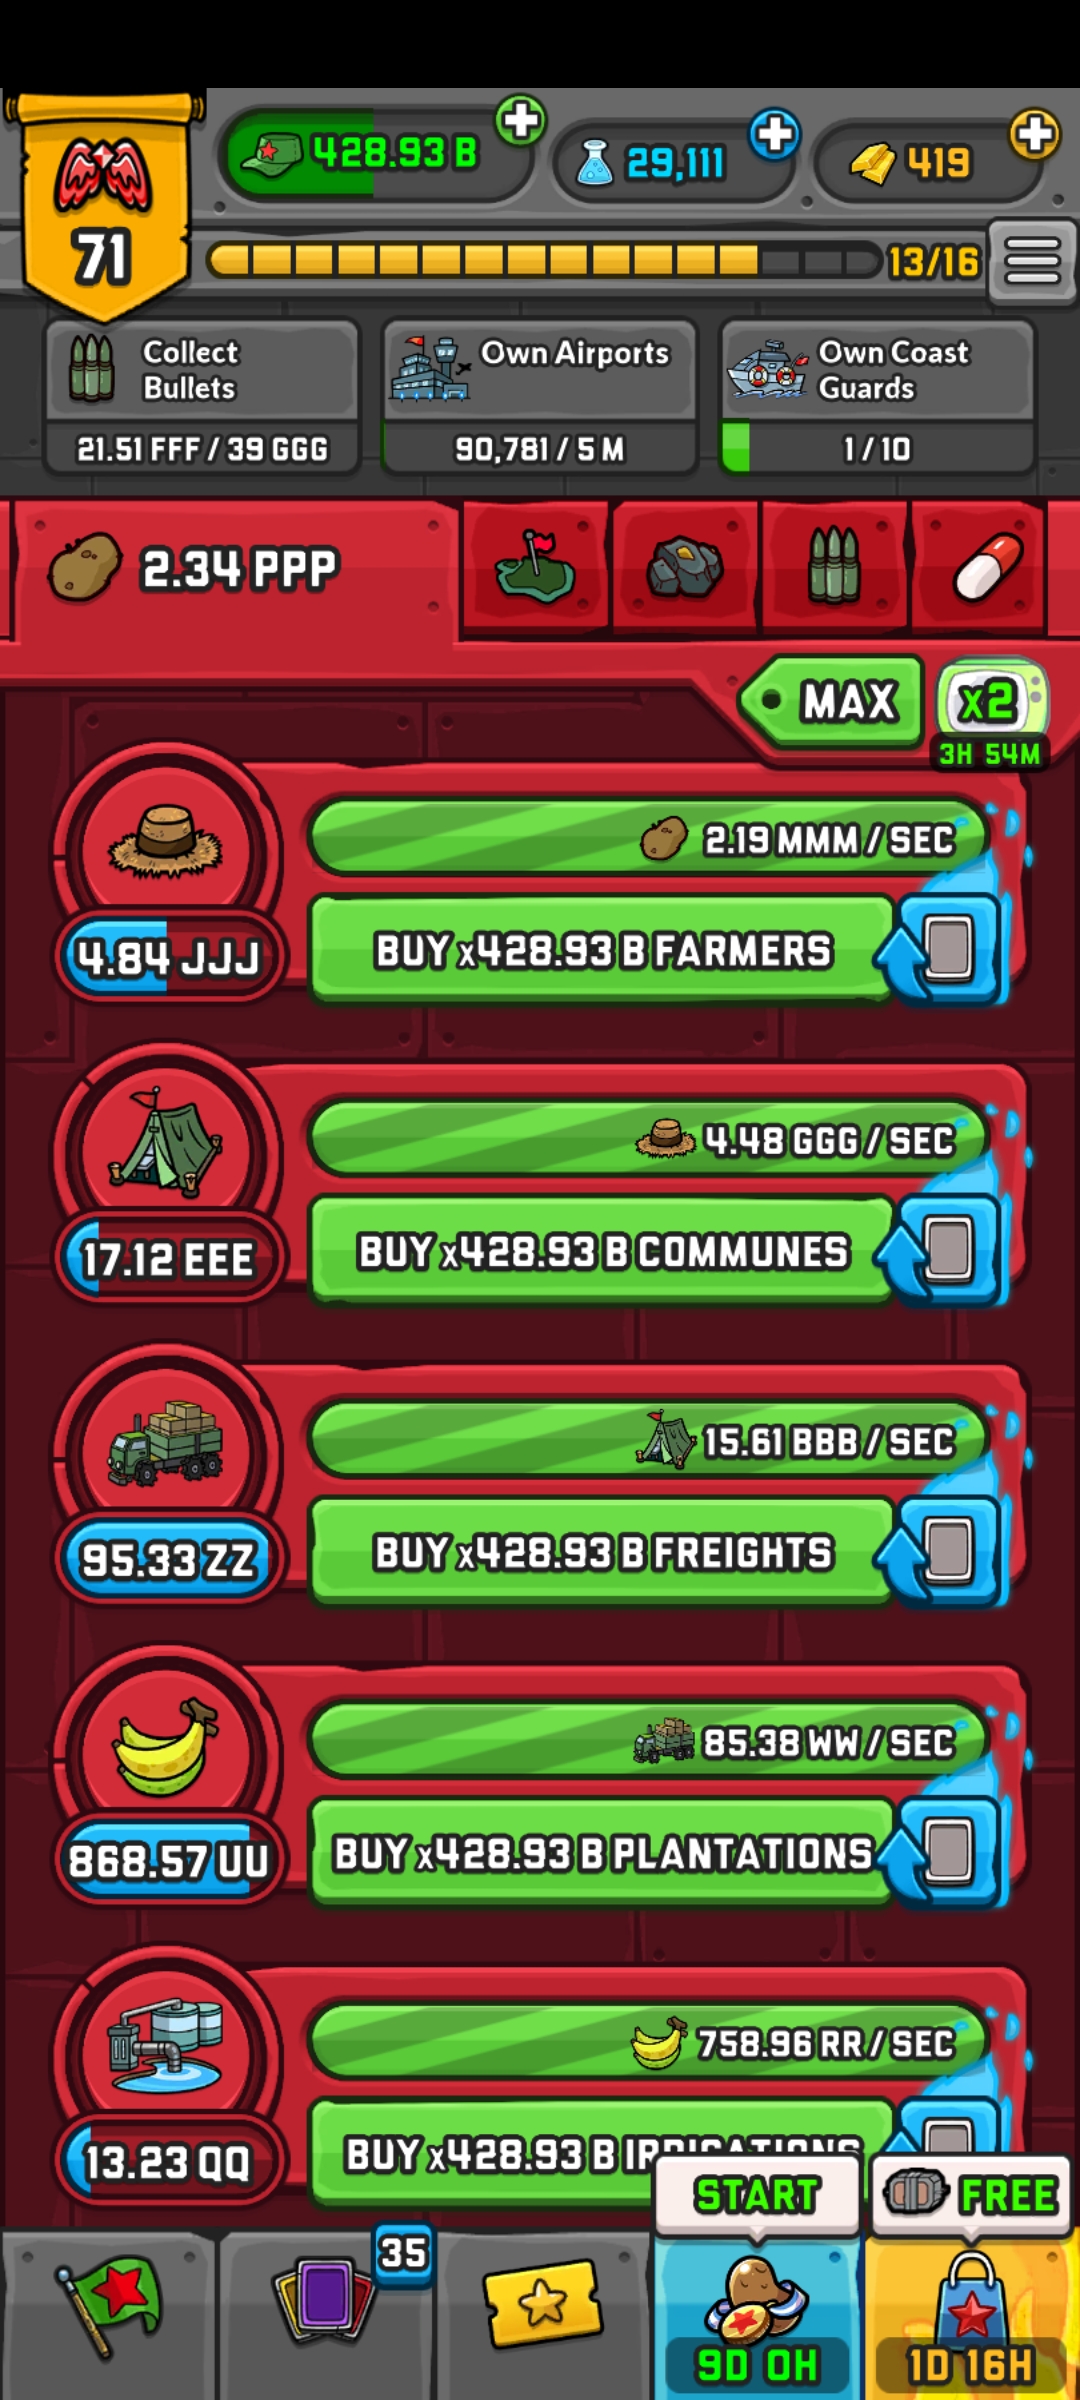 71
428.93 B
29,111
419
13/16
Collect
Bullets
21.51 FFF / 39 GGG
Own Airports
90,781 / 5 M
Own Coast
Guards
1 / 10
2.34 PPP
MAX
x2
3H 54M
2.19 MMM / SEC
4.84 JJJ
BUY x428.93 B FARMERS
4.48 GGG / SEC
17.12 EEE
BUY x428.93 B COMMUNES
15.61 BBB / SEC
95.33 ZZ
BUY x428.93 B FREIGHTS
85.38 WW / SEC
868.57 UU
BUY x428.93 B PLANTATIONS
758.96 RR / SEC
13.23 QQ
BUY x428.93 B IRRIGATIONS
START
FREE
35
9D 0H
1D 16H